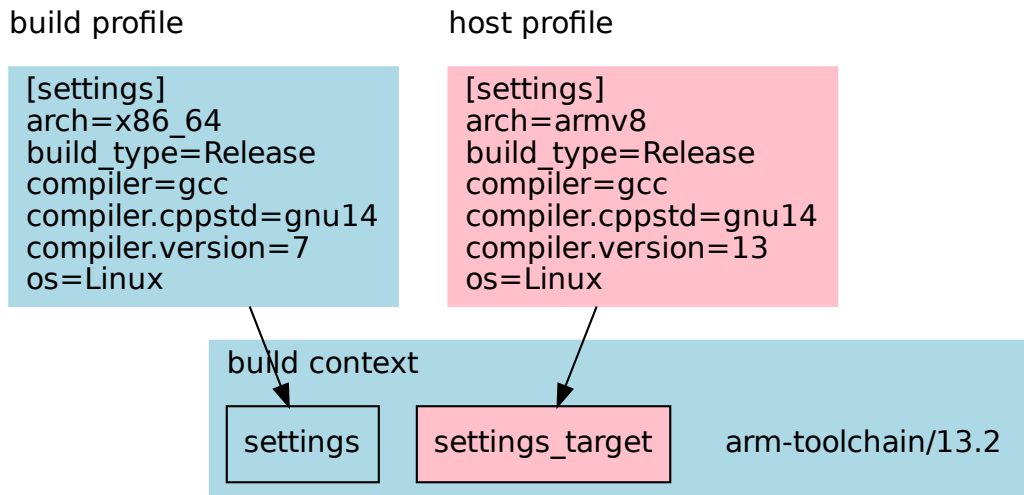 build profile
[settings]
arch=x86_64
build_type=Release
compiler=gcc
compiler.cppstd=gnu14
compiler.version=7
os=Linux
host profile
[settings]
arch=armv8
build_type=Release
compiler=gcc
compiler.cppstd=gnu14
compiler.version=13
os=Linux
build context
settings
settings_target
arm-toolchain/13.2